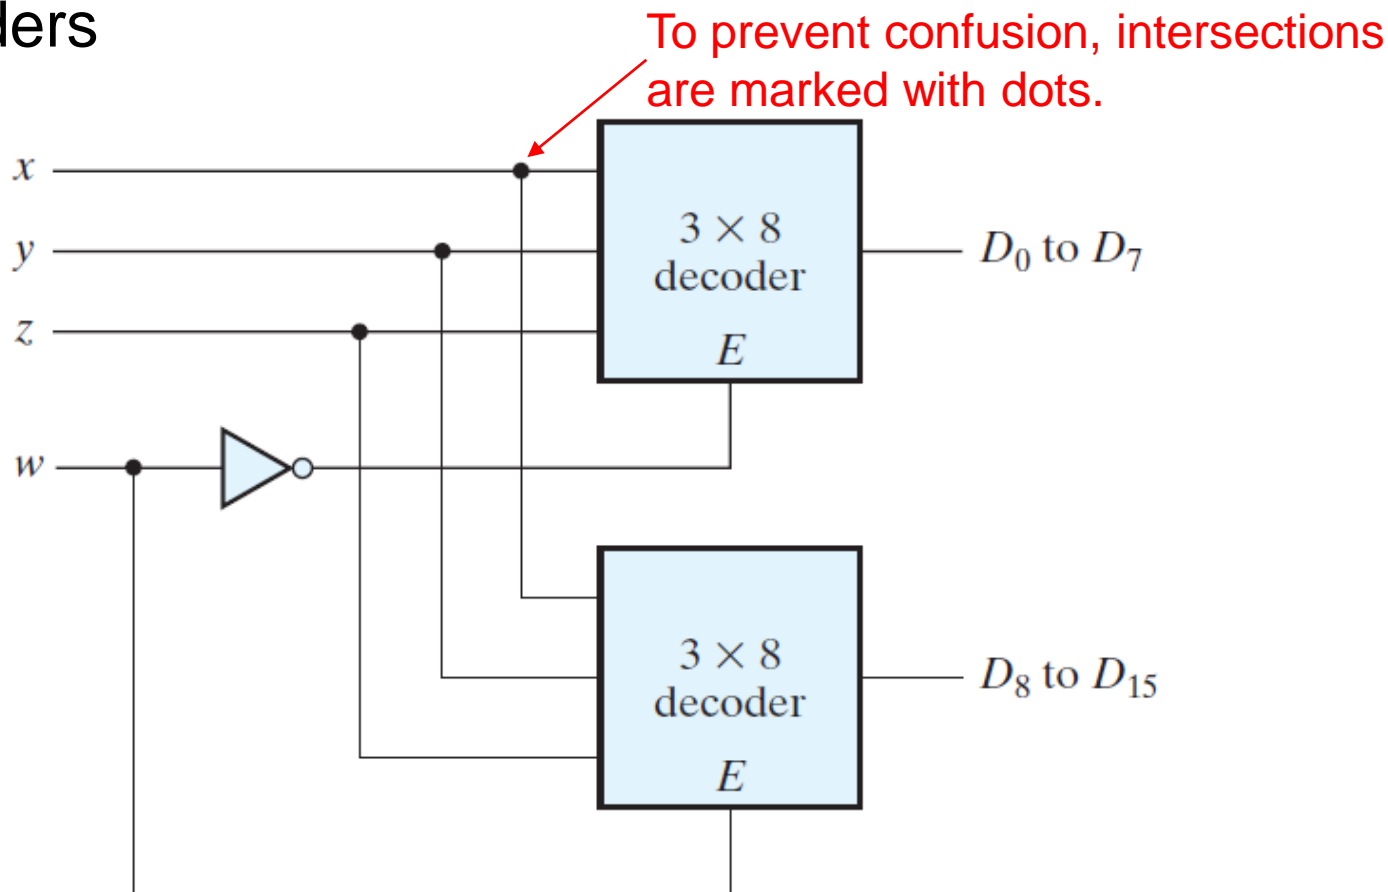 ders
To prevent confusion, intersections
are marked with dots.
x
y
z
w
3 × 8
decoder
E
D₀ to D₇
3 × 8
decoder
E
D₈ to D₁₅